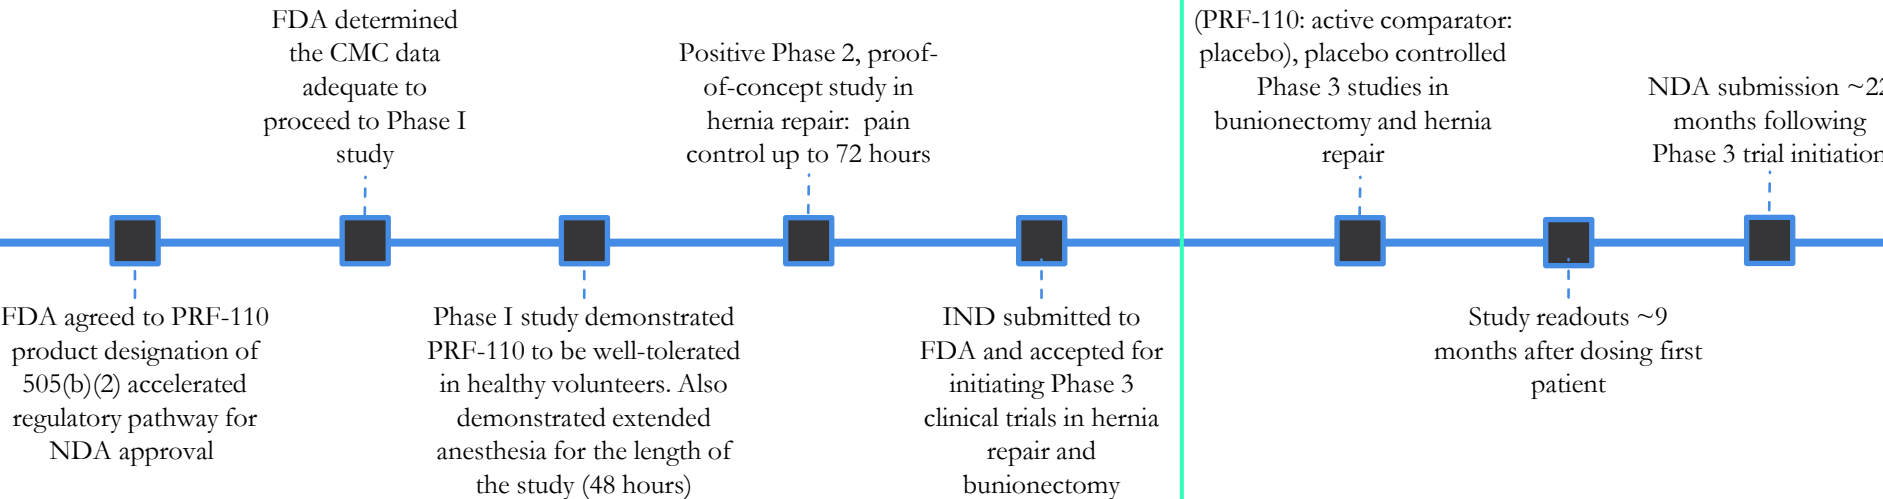 FDA determined
the CMC data
adequate to
proceed to Phase I
study
Positive Phase 2, proof-
of-concept study in
hernia repair:  pain
control up to 72 hours
(PRF-110: active comparator:
placebo), placebo controlled
Phase 3 studies in
bunionectomy and hernia
repair
NDA submission ~22
months following
Phase 3 trial initiation
FDA agreed to PRF-110
product designation of
505(b)(2) accelerated
regulatory pathway for
NDA approval
Phase I study demonstrated
PRF-110 to be well-tolerated
in healthy volunteers. Also
demonstrated extended
anesthesia for the length of
the study (48 hours)
IND submitted to
FDA and accepted for
initiating Phase 3
clinical trials in hernia
repair and
bunionectomy
Study readouts ~9
months after dosing first
patient